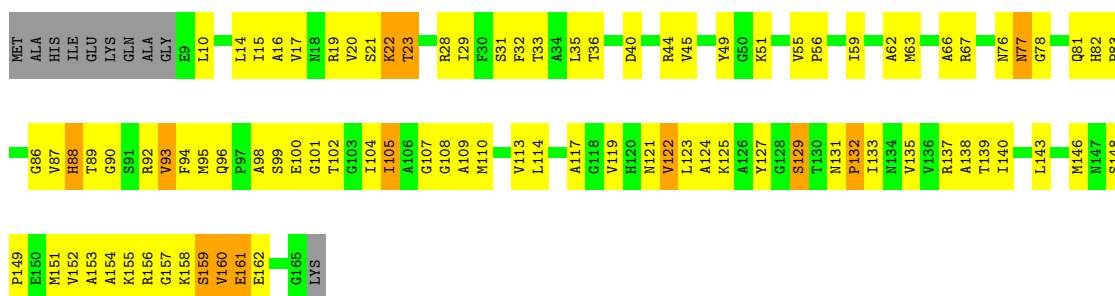 MET ALA HIS ILE GLU LYS GLN ALA GLY E9 L10 L14 I15 A16 V17 N18 R19 V20 S21 K22 T23 R28 I29 F30 S31 F32 T33 A34 L35 T36 D40 R44 V45 Y49 G50 K51 V55 P56 I59 A62 M63 A66 R67 N76 N77 G78 Q81 H82
G86 V87 H88 T89 G90 S91 R92 V93 F94 M95 Q96 P97 A98 S99 E100 G101 T102 G103 I104 I105 A106 G107 G108 A109 M110 V113 L114 A117 G118 V119 H120 N121 V122 L123 A124 K125 A126 Y127 G128 S129 T130 N131 P132 I133 N134 V135 V136 R137 A138 T139 I140 L143 M146 N147
P149 E150 M151 V152 A153 A154 K155 R156 G157 K158 S159 V160 E161 E162 G165 LYS